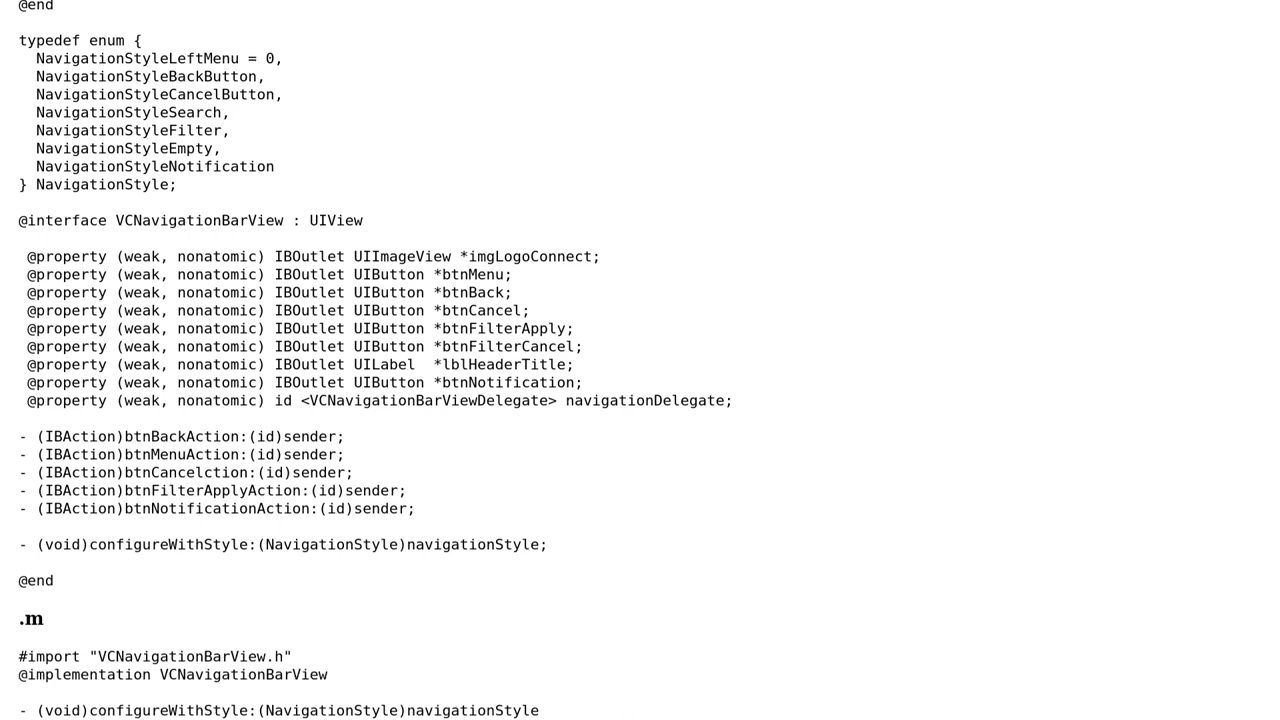 @end
typedef enum {
NavigationStyleLeftMenu = 0,
NavigationStyleBackButton,
NavigationStyleCancelButton,
NavigationStyleSearch,
NavigationStyleFilter,
NavigationStyleEmpty,
NavigationStyleNotification
} NavigationStyle;
@interface VCNavigationBarView : UIView
@property (weak, nonatomic) IBOutlet UIImageView *imgLogoConnect;
@property (weak, nonatomic) IBOutlet UIButton *btnMenu;
@property (weak, nonatomic) IBOutlet UIButton *btnBack;
@property (weak, nonatomic) IBOutlet UIButton *btnCancel;
@property (weak, nonatomic) IBOutlet UIButton *btnFilterApply;
@property (weak, nonatomic) IBOutlet UIButton *btnFilterCancel;
@property (weak, nonatomic) IBOutlet UILabel  *lblHeaderTitle;
@property (weak, nonatomic) IBOutlet UIButton *btnNotification;
@property (weak, nonatomic) id <VCNavigationBarViewDelegate> navigationDelegate;
- (IBAction)btnBackAction:(id)sender;
- (IBAction)btnMenuAction:(id)sender;
- (IBAction)btnCancelction:(id)sender;
- (IBAction)btnFilterApplyAction:(id)sender;
- (IBAction)btnNotificationAction:(id)sender;
- (void)configureWithStyle:(NavigationStyle)navigationStyle;
@end
.m
#import "VCNavigationBarView.h"
@implementation VCNavigationBarView
- (void)configureWithStyle:(NavigationStyle)navigationStyle